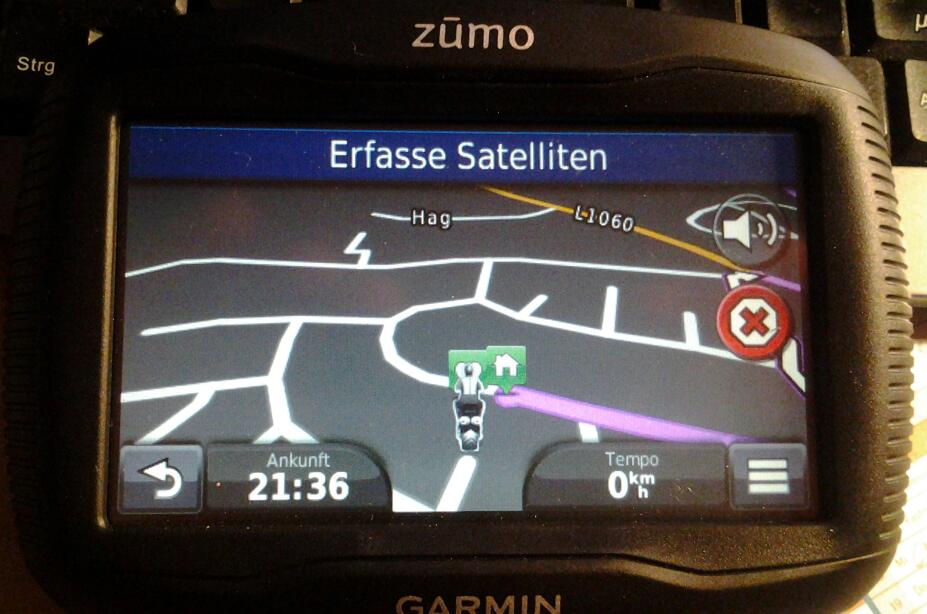 zūmo
Strg
µ
Erfasse Satelliten
Hag
L1060
Ankunft
21:36
Tempo
0 km/h
GARMIN